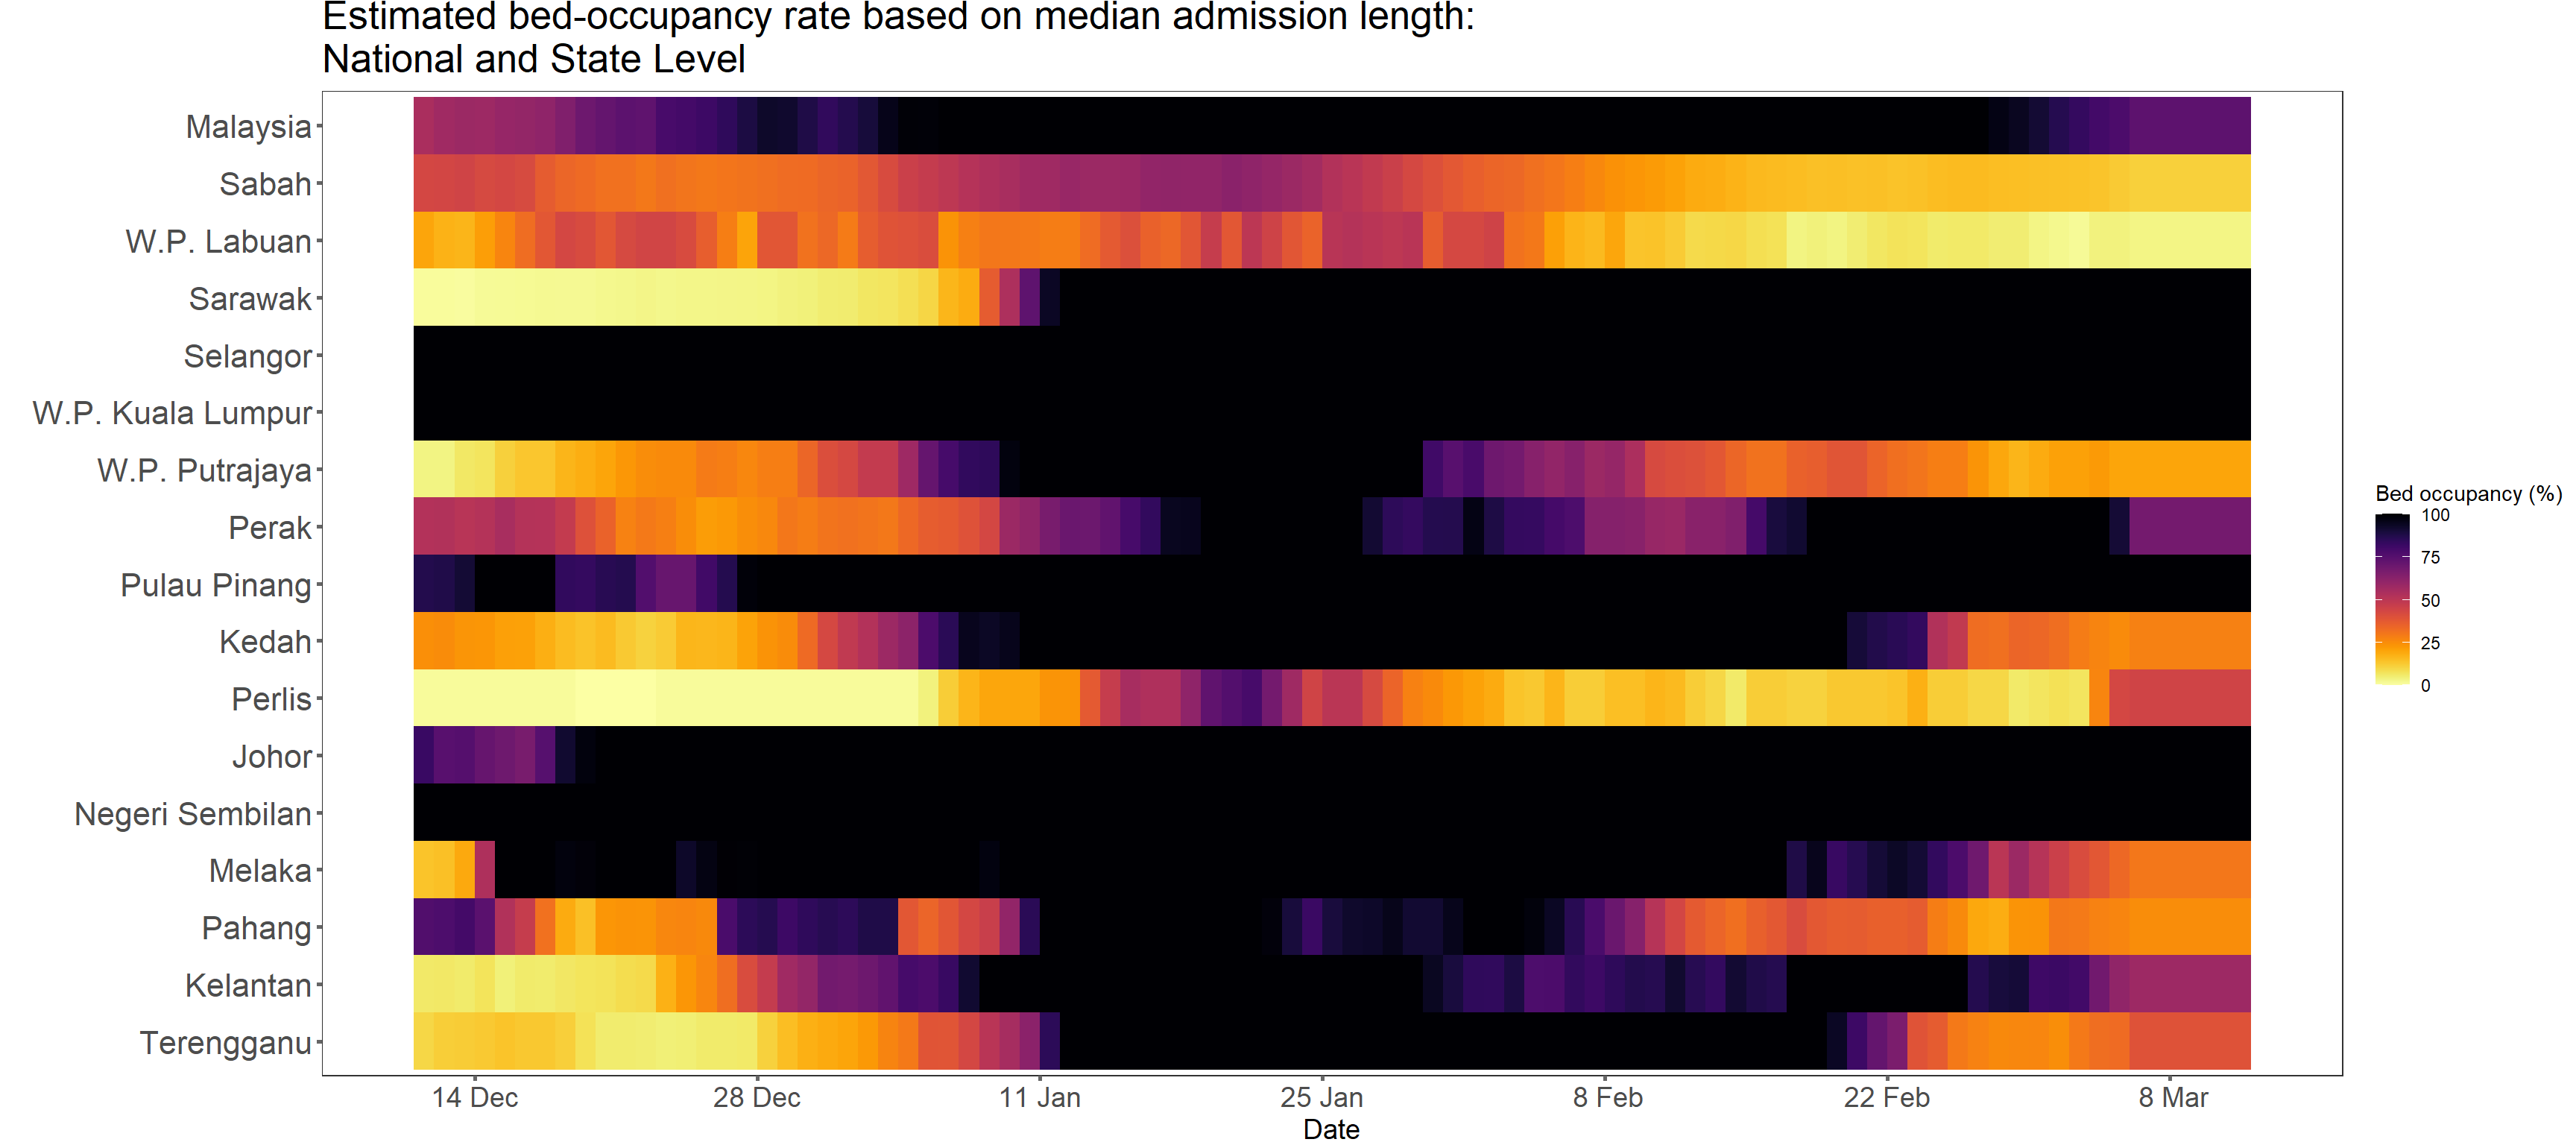 Estimated bed-occupancy rate based on median admission length:
National and State Level
Malaysia
Sabah
W.P. Labuan
Sarawak
Selangor
W.P. Kuala Lumpur
W.P. Putrajaya
Perak
Pulau Pinang
Kedah
Perlis
Johor
Negeri Sembilan
Melaka
Pahang
Kelantan
Terengganu
14 Dec
28 Dec
11 Jan
25 Jan
8 Feb
22 Feb
8 Mar
Date
Bed occupancy (%)
100
75
50
25
0